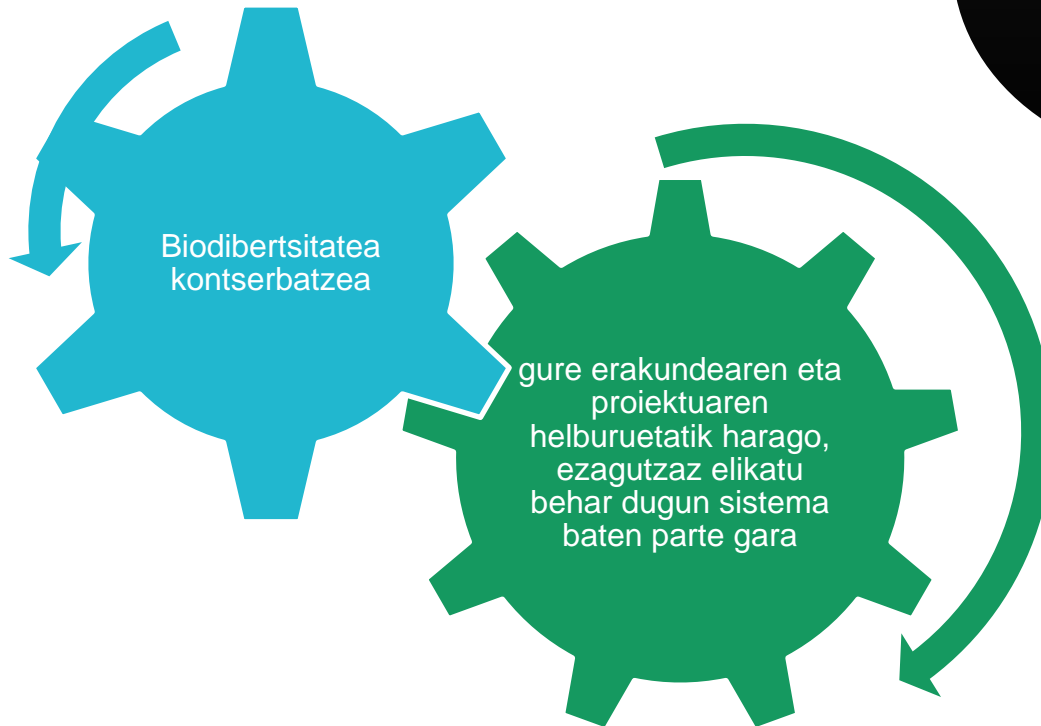 Biodibertsitatea
kontserbatzea
gure erakundearen eta
proiektuaren
helburuetatik harago,
ezagutzaz elikatu
behar dugun sistema
baten parte gara